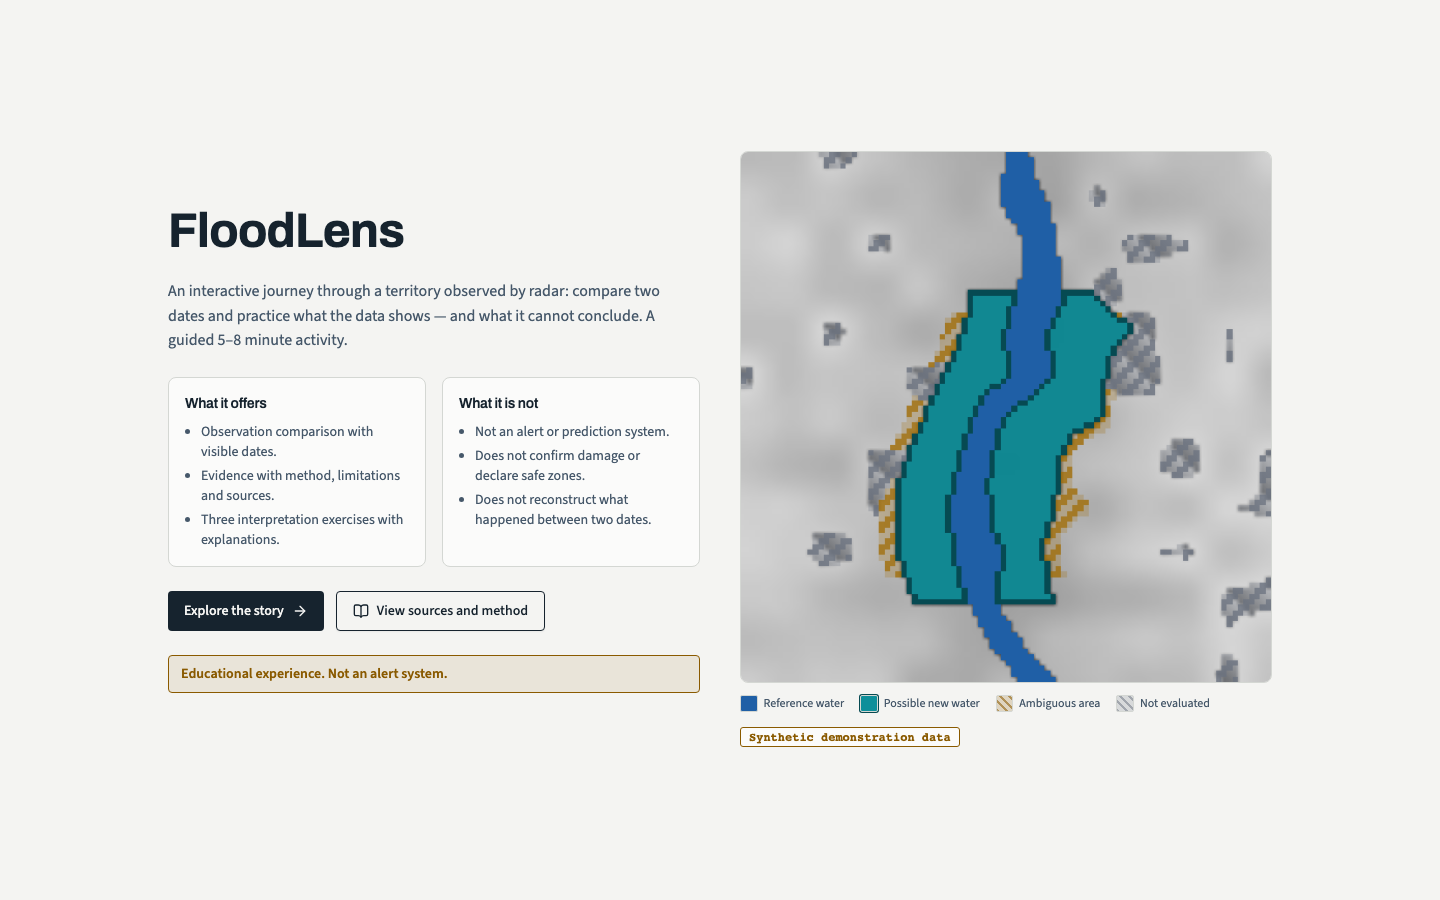 FloodLens
An interactive journey through a territory observed by radar: compare two
dates and practice what the data shows — and what it cannot conclude. A
guided 5–8 minute activity.
What it offers
Observation comparison with
visible dates.
Evidence with method, limitations
and sources.
Three interpretation exercises with
explanations.
What it is not
Not an alert or prediction system.
Does not confirm damage or
declare safe zones.
Does not reconstruct what
happened between two dates.
Explore the story
View sources and method
Educational experience. Not an alert system.
Reference water
Possible new water
Ambiguous area
Not evaluated
Synthetic demonstration data